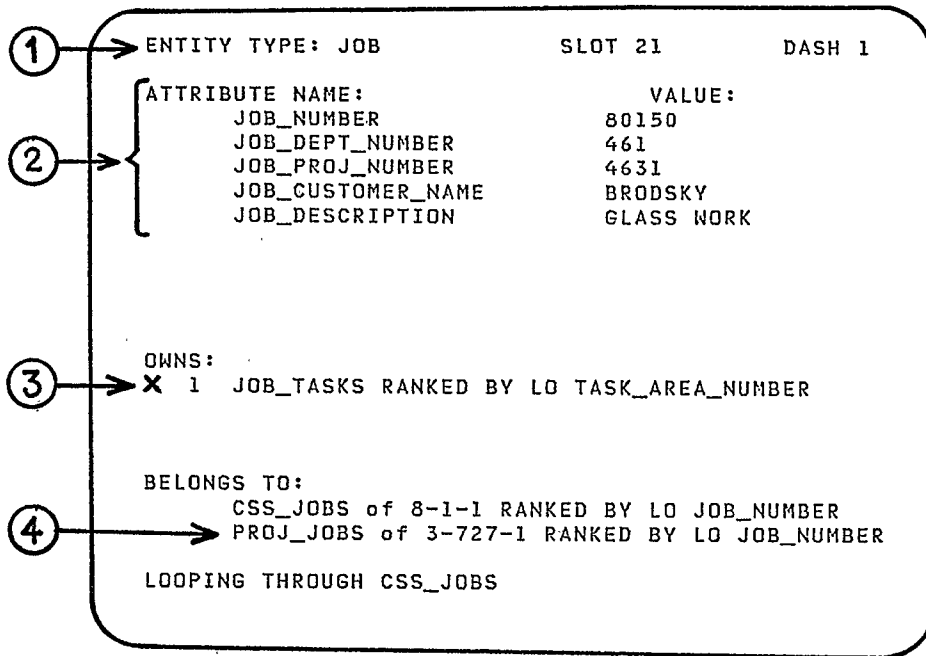 ① ENTITY TYPE: JOB SLOT 21 DASH 1
ATTRIBUTE NAME: VALUE:
JOB_NUMBER 80150
JOB_DEPT_NUMBER 461
② JOB_PROJ_NUMBER 4631
JOB_CUSTOMER_NAME BRODSKY
JOB_DESCRIPTION GLASS WORK
OWNS:
③ X 1 JOB_TASKS RANKED BY LO TASK_AREA_NUMBER
BELONGS TO:
CSS_JOBS of 8-1-1 RANKED BY LO JOB_NUMBER
④ PROJ_JOBS of 3-727-1 RANKED BY LO JOB_NUMBER
LOOPING THROUGH CSS_JOBS